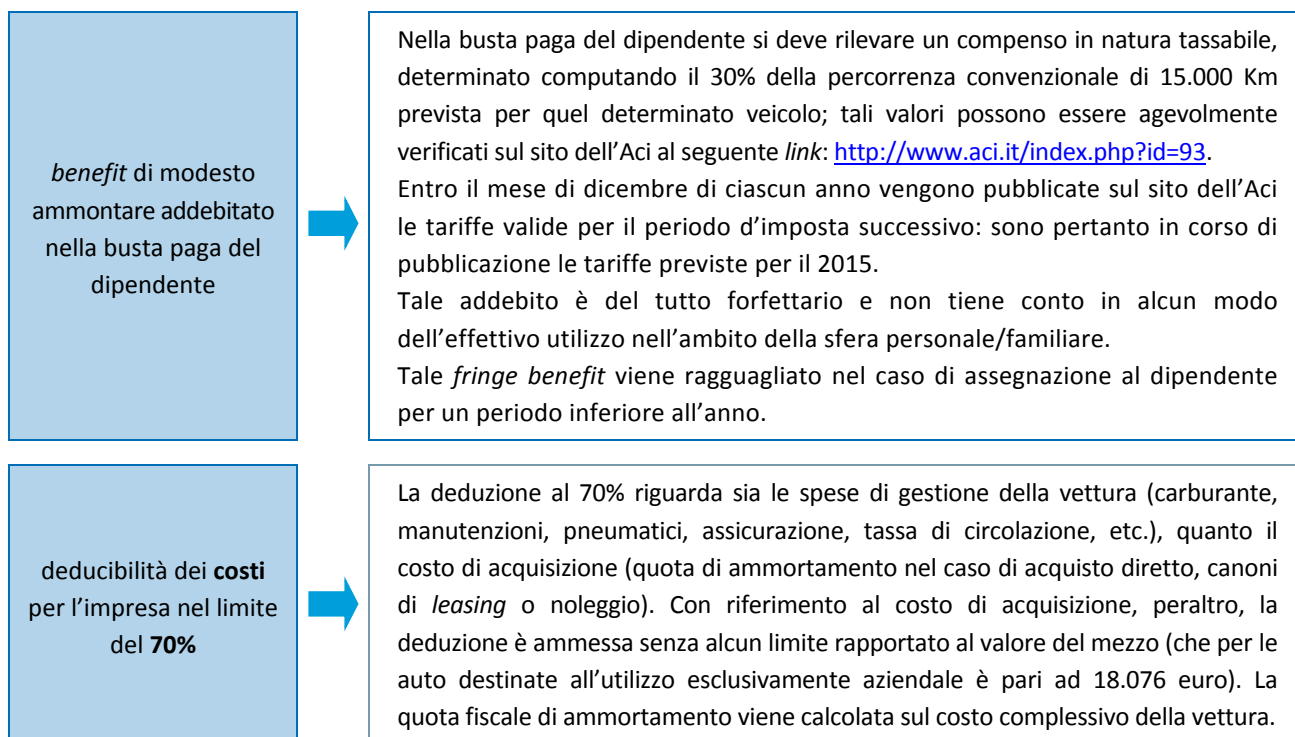 benefit di modesto
ammontare addebitato
nella busta paga del
dipendente
Nella busta paga del dipendente si deve rilevare un compenso in natura tassabile,
determinato computando il 30% della percorrenza convenzionale di 15.000 Km
prevista per quel determinato veicolo; tali valori possono essere agevolmente
verificati sul sito dell’Aci al seguente link: http://www.aci.it/index.php?id=93.
Entro il mese di dicembre di ciascun anno vengono pubblicate sul sito dell’Aci
le tariffe valide per il periodo d’imposta successivo: sono pertanto in corso di
pubblicazione le tariffe previste per il 2015.
Tale addebito è del tutto forfettario e non tiene conto in alcun modo
dell’effettivo utilizzo nell’ambito della sfera personale/familiare.
Tale fringe benefit viene ragguagliato nel caso di assegnazione al dipendente
per un periodo inferiore all’anno.
deducibilità dei costi
per l’impresa nel limite
del 70%
La deduzione al 70% riguarda sia le spese di gestione della vettura (carburante,
manutenzioni, pneumatici, assicurazione, tassa di circolazione, etc.), quanto il
costo di acquisizione (quota di ammortamento nel caso di acquisto diretto, canoni
di leasing o noleggio). Con riferimento al costo di acquisizione, peraltro, la
deduzione è ammessa senza alcun limite rapportato al valore del mezzo (che per le
auto destinate all’utilizzo esclusivamente aziendale è pari ad 18.076 euro). La
quota fiscale di ammortamento viene calcolata sul costo complessivo della vettura.